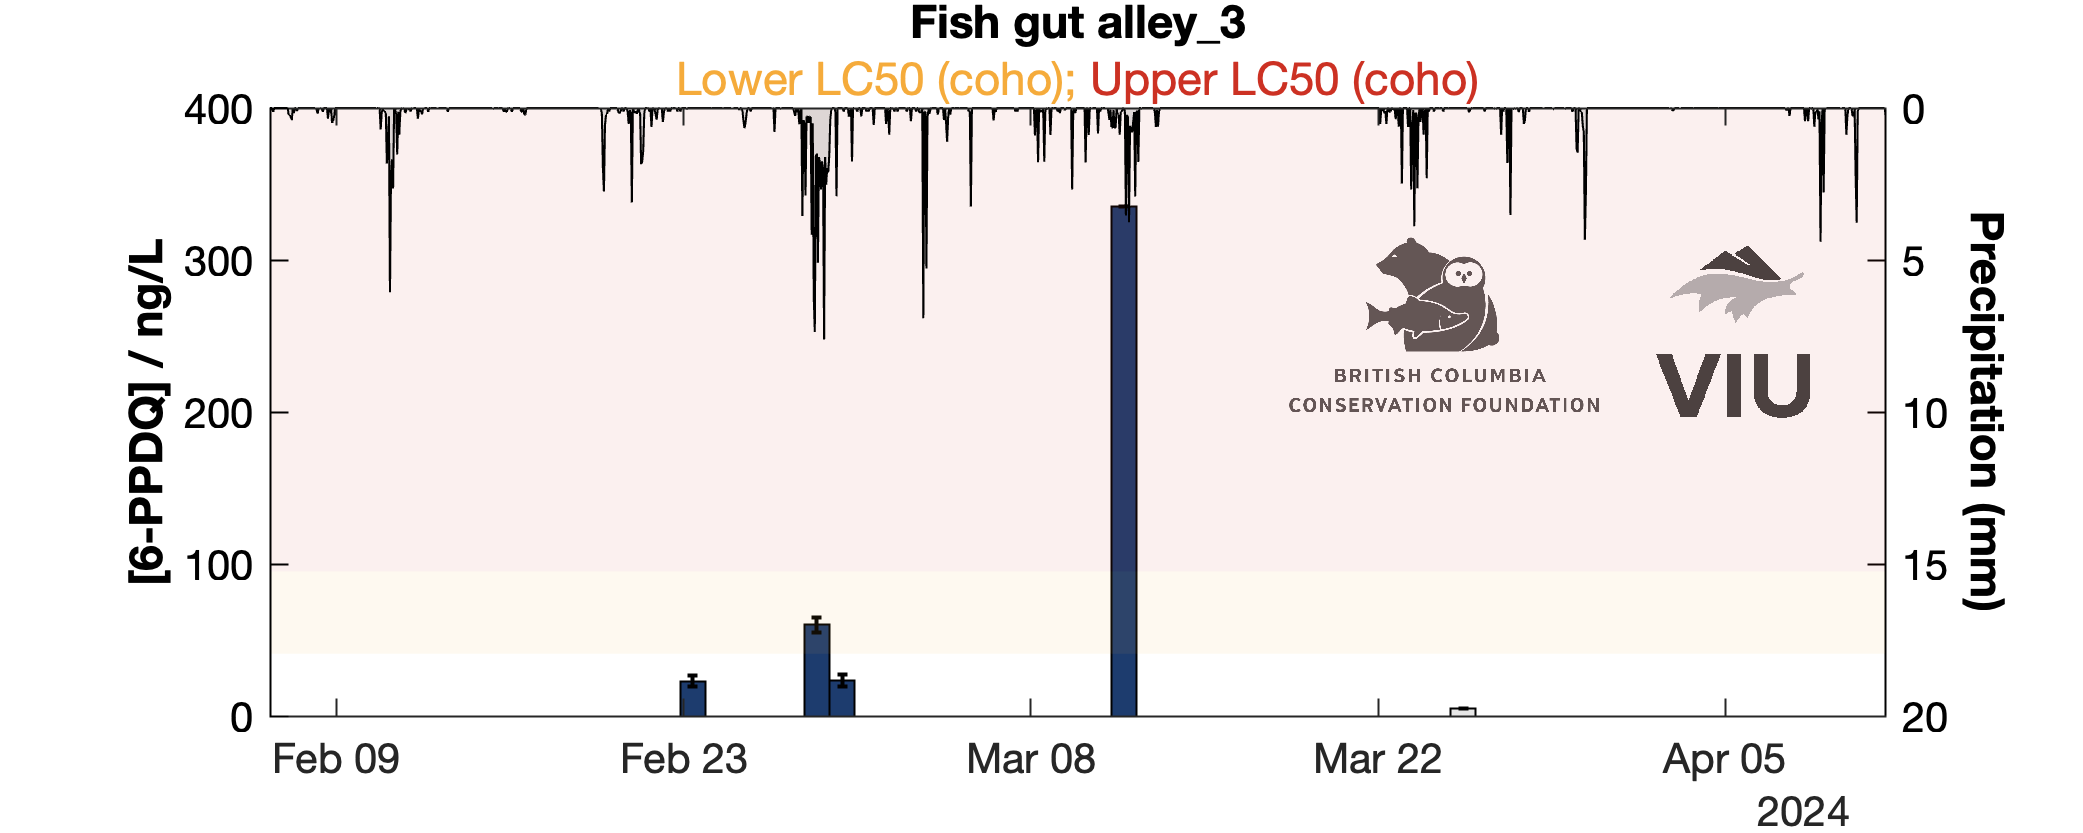 Fish gut alley_3
Lower LC50 (coho); Upper LC50 (coho)
[6-PPDQ] / ng/L
400
300
200
100
0
Precipitation (mm)
0
5
10
15
20
BRITISH COLUMBIA
CONSERVATION FOUNDATION
VIU
Feb 09
Feb 23
Mar 08
Mar 22
Apr 05
2024